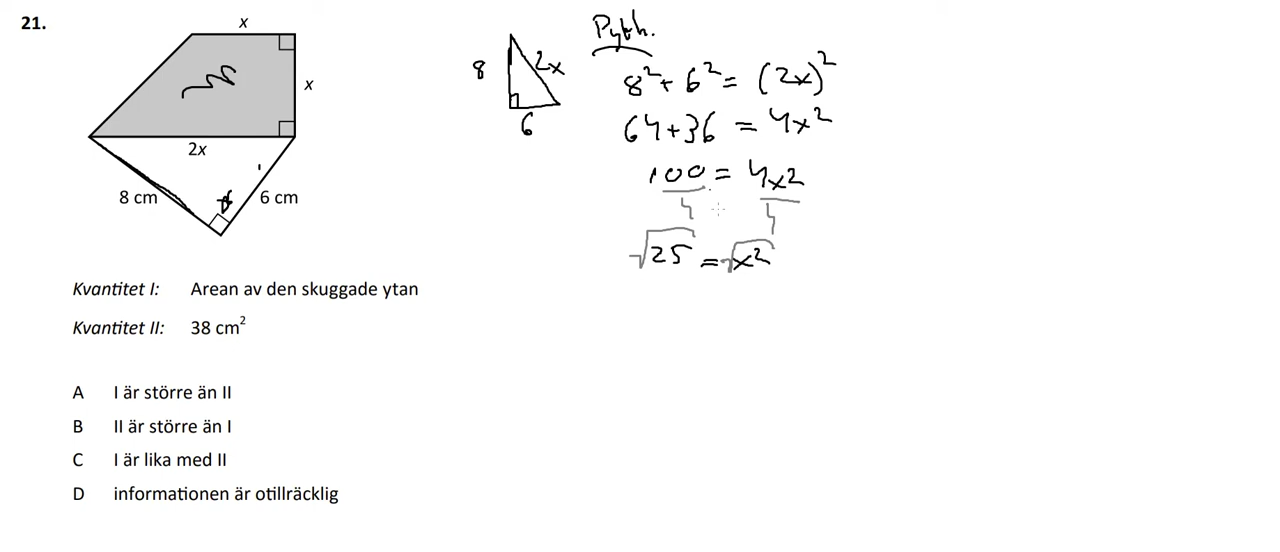 21.
x
x
2x
8 cm
6 cm
8
2x
6
Pyth.
8² + 6² = (2x)²
64 + 36 = 4x²
100 = 4x2
4 4
√25 = √x2
Kvantitet I: Arean av den skuggade ytan
Kvantitet II: 38 cm²
A I är större än II
B II är större än I
C I är lika med II
D informationen är otillräcklig